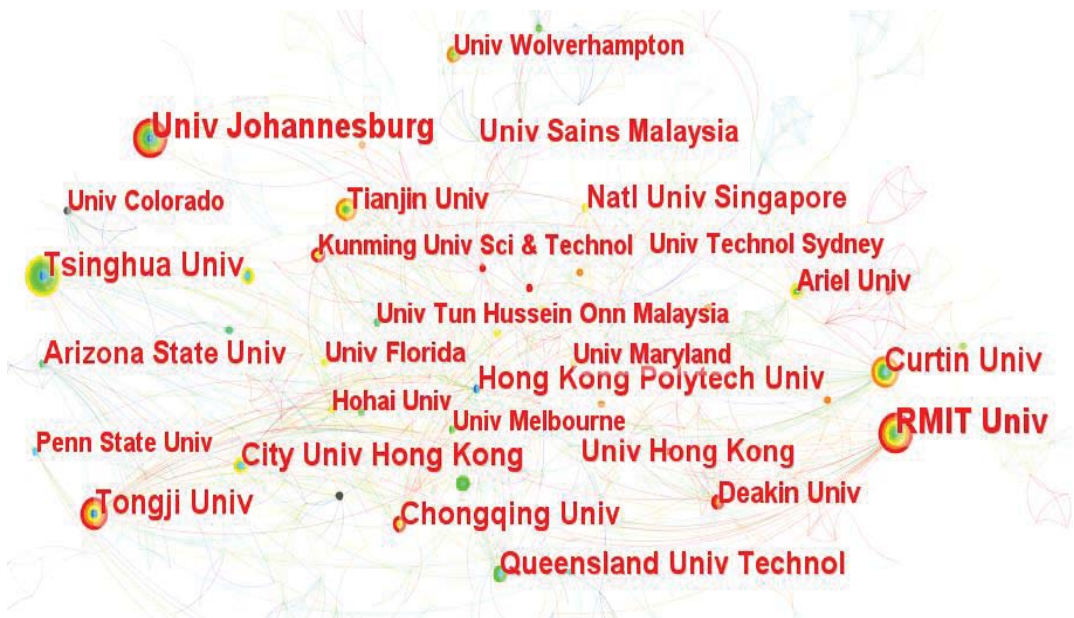 Univ Wolverhampton
Univ Johannesburg
Univ Sains Malaysia
Univ Colorado
Tianjin Univ
Natl Univ Singapore
Kunming Univ Sci & Technol
Univ Technol Sydney
Tsinghua Univ
Ariel Univ
Univ Tun Hussein Onn Malaysia
Arizona State Univ
Univ Florida
Univ Maryland
Curtin Univ
Hong Kong Polytech Univ
Hohai Univ
Univ Melbourne
RMIT Univ
Penn State Univ
City Univ Hong Kong
Univ Hong Kong
Deakin Univ
Tongji Univ
Chongqing Univ
Queensland Univ Technol